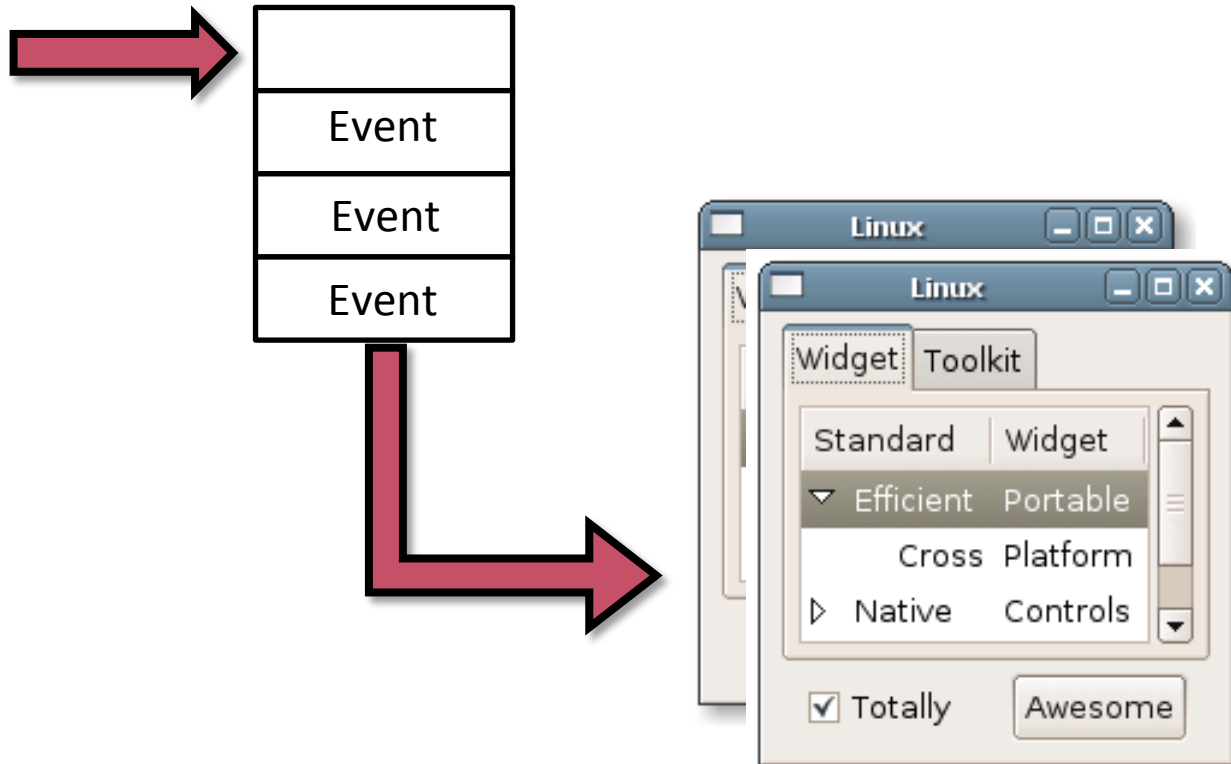 Event
Event
Event
Linux
Linux
Widget Toolkit
Standard Widget
Efficient Portable
Cross Platform
Native Controls
Totally Awesome